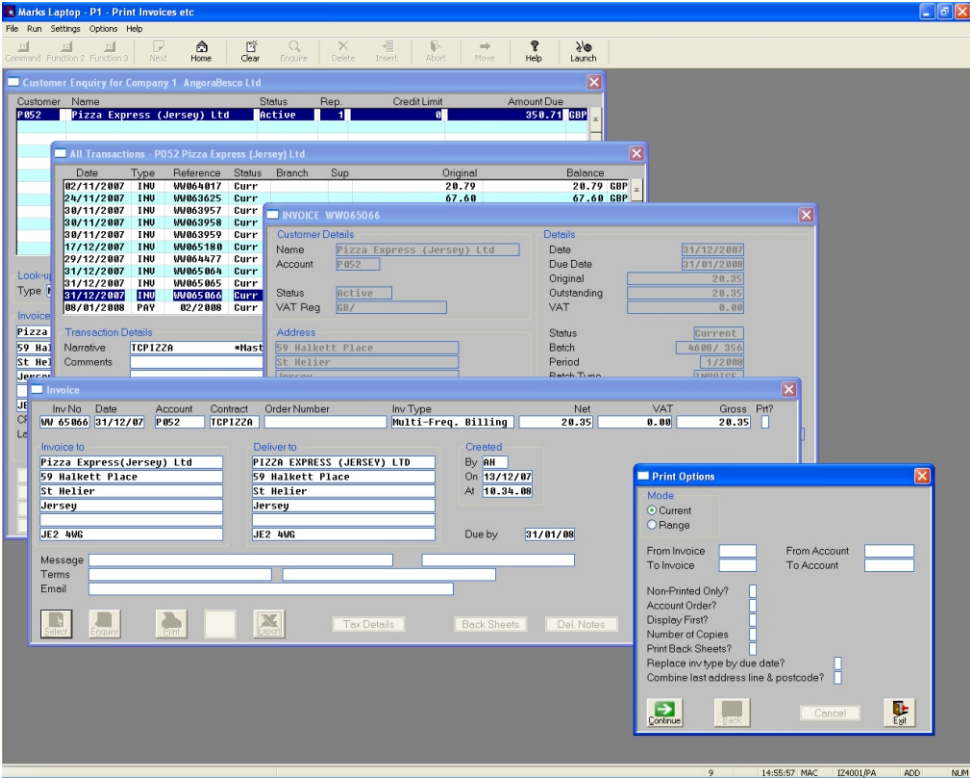 Marks Laptop - P1 - Print Invoices etc
File Run Settings Options Help
Command Function 2 Function 3 Next Home Clear Enquire Delete Insert Abort Move Help Launch
Customer Enquiry for Company 1 AngoraBesco Ltd
Customer Name Status Rep. Credit Limit Amount Due
P052 Pizza Express (Jersey) Ltd Active 1 0 350.71 GBP
All Transactions - P052 Pizza Express (Jersey) Ltd
Date Type Reference Status Branch Sup Original Balance
02/11/2007 INV WW064017 Curr 20.79 20.79 GBP
24/11/2007 INV WW063625 Curr 67.60 67.60 GBP
30/11/2007 INV WW063957 Curr
30/11/2007 INV WW063958 Curr
30/11/2007 INV WW063959 Curr
17/12/2007 INV WW065180 Curr
29/12/2007 INV WW064477 Curr
31/12/2007 INV WW065064 Curr
31/12/2007 INV WW065065 Curr
31/12/2007 INV WW065066 Curr
08/01/2008 PAY 02/2008 Curr
Look-up
Type
Invoice
Pizza
59 Hal
St Hel
Jersey
JE
Transaction Details
Narrative TCPIZZA *Mast
Comments
INVOICE WW065066
Customer Details
Name Pizza Express (Jersey) Ltd
Account P052
Status Active
VAT Reg GB/
Address
59 Halkett Place
St Helier
Jersey
Details
Date 31/12/2007
Due Date 31/01/2008
Original 20.35
Outstanding 20.35
VAT 0.00
Status Current
Batch 4608/ 356
Period 1/2008
Batch Type INVOICE
Invoice
Inv No Date Account Contract Order Number Inv Type Net VAT Gross Prt?
WW 65066 31/12/07 P052 TCPIZZA Multi-Freq. Billing 20.35 0.00 20.35
Invoice to
Pizza Express(Jersey) Ltd
59 Halkett Place
St Helier
Jersey
JE2 4WG
Deliver to
PIZZA EXPRESS (JERSEY) LTD
59 Halkett Place
St Helier
Jersey
JE2 4WG
Created
By AH
On 13/12/07
At 10.34.08
Due by 31/01/08
Message
Terms
Email
Select Enquire Print Export Tax Details Back Sheets Del. Notes
Print Options
Mode
Current
Range
From Invoice From Account
To Invoice To Account
Non-Printed Only?
Account Order?
Display First?
Number of Copies
Print Back Sheets?
Replace inv type by due date?
Combine last address line & postcode?
Continue Back Cancel Exit
9 14:55:57 MAC IZ4001/PA ADD NUM